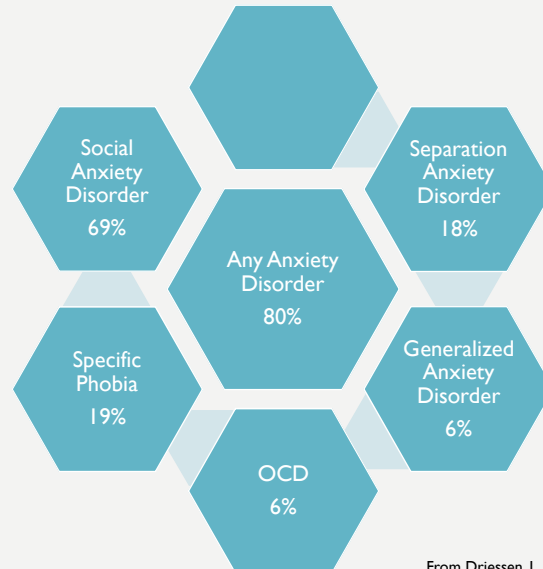 Social
Anxiety
Disorder
69%
Separation
Anxiety
Disorder
18%
Any Anxiety
Disorder
80%
Specific
Phobia
19%
Generalized
Anxiety
Disorder
6%
OCD
6%
From Driessen J.